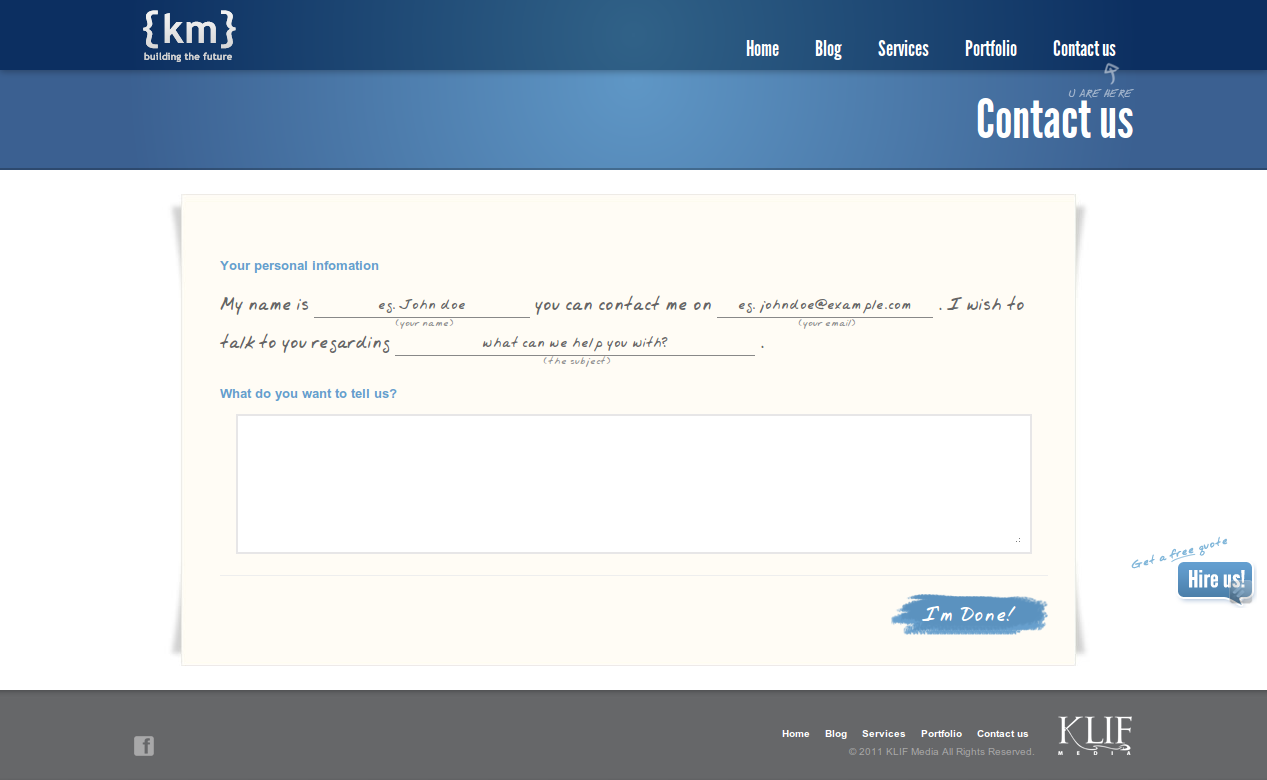 {km}
building the future
Home Blog Services Portfolio Contact us
U ARE HERE
Contact us
Your personal infomation
My name is eg. John doe you can contact me on eg. johndoe@example.com . I wish to
(your name) (your email)
talk to you regarding what can we help you with? .
(the subject)
What do you want to tell us?
Get a free quote
Hire us!
I'm Done!
Home Blog Services Portfolio Contact us
© 2011 KLIF Media All Rights Reserved.
KLIF
MEDIA
f